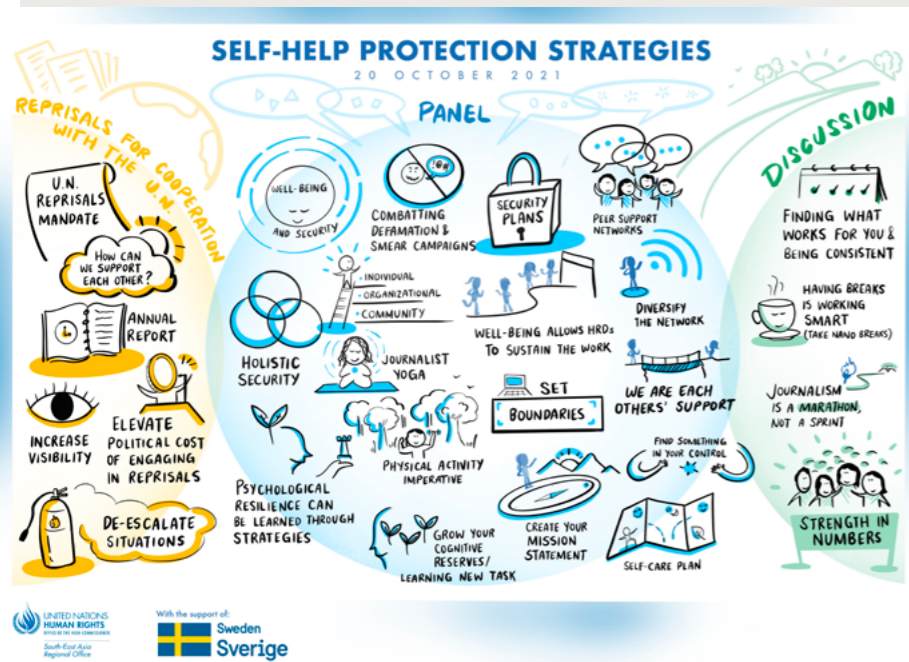 SELF-HELP PROTECTION STRATEGIES
20 OCTOBER 2021
REPRISALS FOR COOPERATION
WITH THE U.N.
U.N.
REPRISALS
MANDATE
HOW CAN
WE SUPPORT
EACH OTHER?
ANNUAL
REPORT
INCREASE
VISIBILITY
ELEVATE
POLITICAL COST
OF ENGAGING
IN REPRISALS
DE-ESCALATE
SITUATIONS
PANEL
WELL-BEING
AND SECURITY
COMBATTING
DEFAMATION &
SMEAR CAMPAIGNS
!@#
SECURITY
PLANS
PEER SUPPORT
NETWORKS
HOLISTIC
SECURITY
• INDIVIDUAL
• ORGANIZATIONAL
• COMMUNITY
WELL-BEING ALLOWS HRDs
TO SUSTAIN THE WORK
DIVERSIFY
THE NETWORK
JOURNALIST
YOGA
SET
BOUNDARIES
WE ARE EACH
OTHERS' SUPPORT
PSYCHOLOGICAL
RESILIENCE CAN
BE LEARNED THROUGH
STRATEGIES
PHYSICAL ACTIVITY
IMPERATIVE
FIND SOMETHING
IN YOUR CONTROL
GROW YOUR
COGNITIVE
RESERVES/
LEARNING NEW TASK
CREATE YOUR
MISSION
STATEMENT
SELF-CARE PLAN
DISCUSSION
FINDING WHAT
WORKS FOR YOU &
BEING CONSISTENT
HAVING BREAKS
IS WORKING
SMART
(TAKE NANO BREAKS)
JOURNALISM
IS A MARATHON,
NOT A SPRINT
STRENGTH IN
NUMBERS
UNITED NATIONS
HUMAN RIGHTS
OFFICE OF THE HIGH COMMISSIONER
South-East Asia
Regional Office
With the support of:
Sweden
Sverige